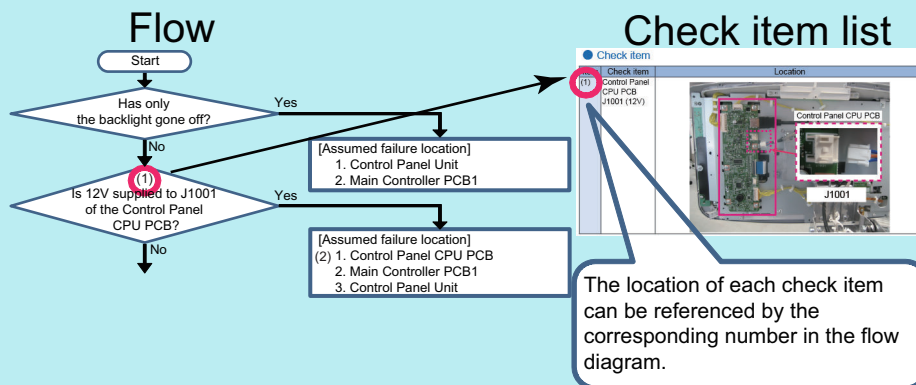 Flow
Start
Has only
the backlight gone off?
Yes
[Assumed failure location]
1. Control Panel Unit
2. Main Controller PCB1
No
(1)
Is 12V supplied to J1001
of the Control Panel
CPU PCB?
Yes
[Assumed failure location]
(2) 1. Control Panel CPU PCB
2. Main Controller PCB1
3. Control Panel Unit
No
Check item list
Check item
Check item
Location
(1)
Control Panel
CPU PCB
J1001 (12V)
Control Panel CPU PCB
J1001
The location of each check item
can be referenced by the
corresponding number in the flow
diagram.